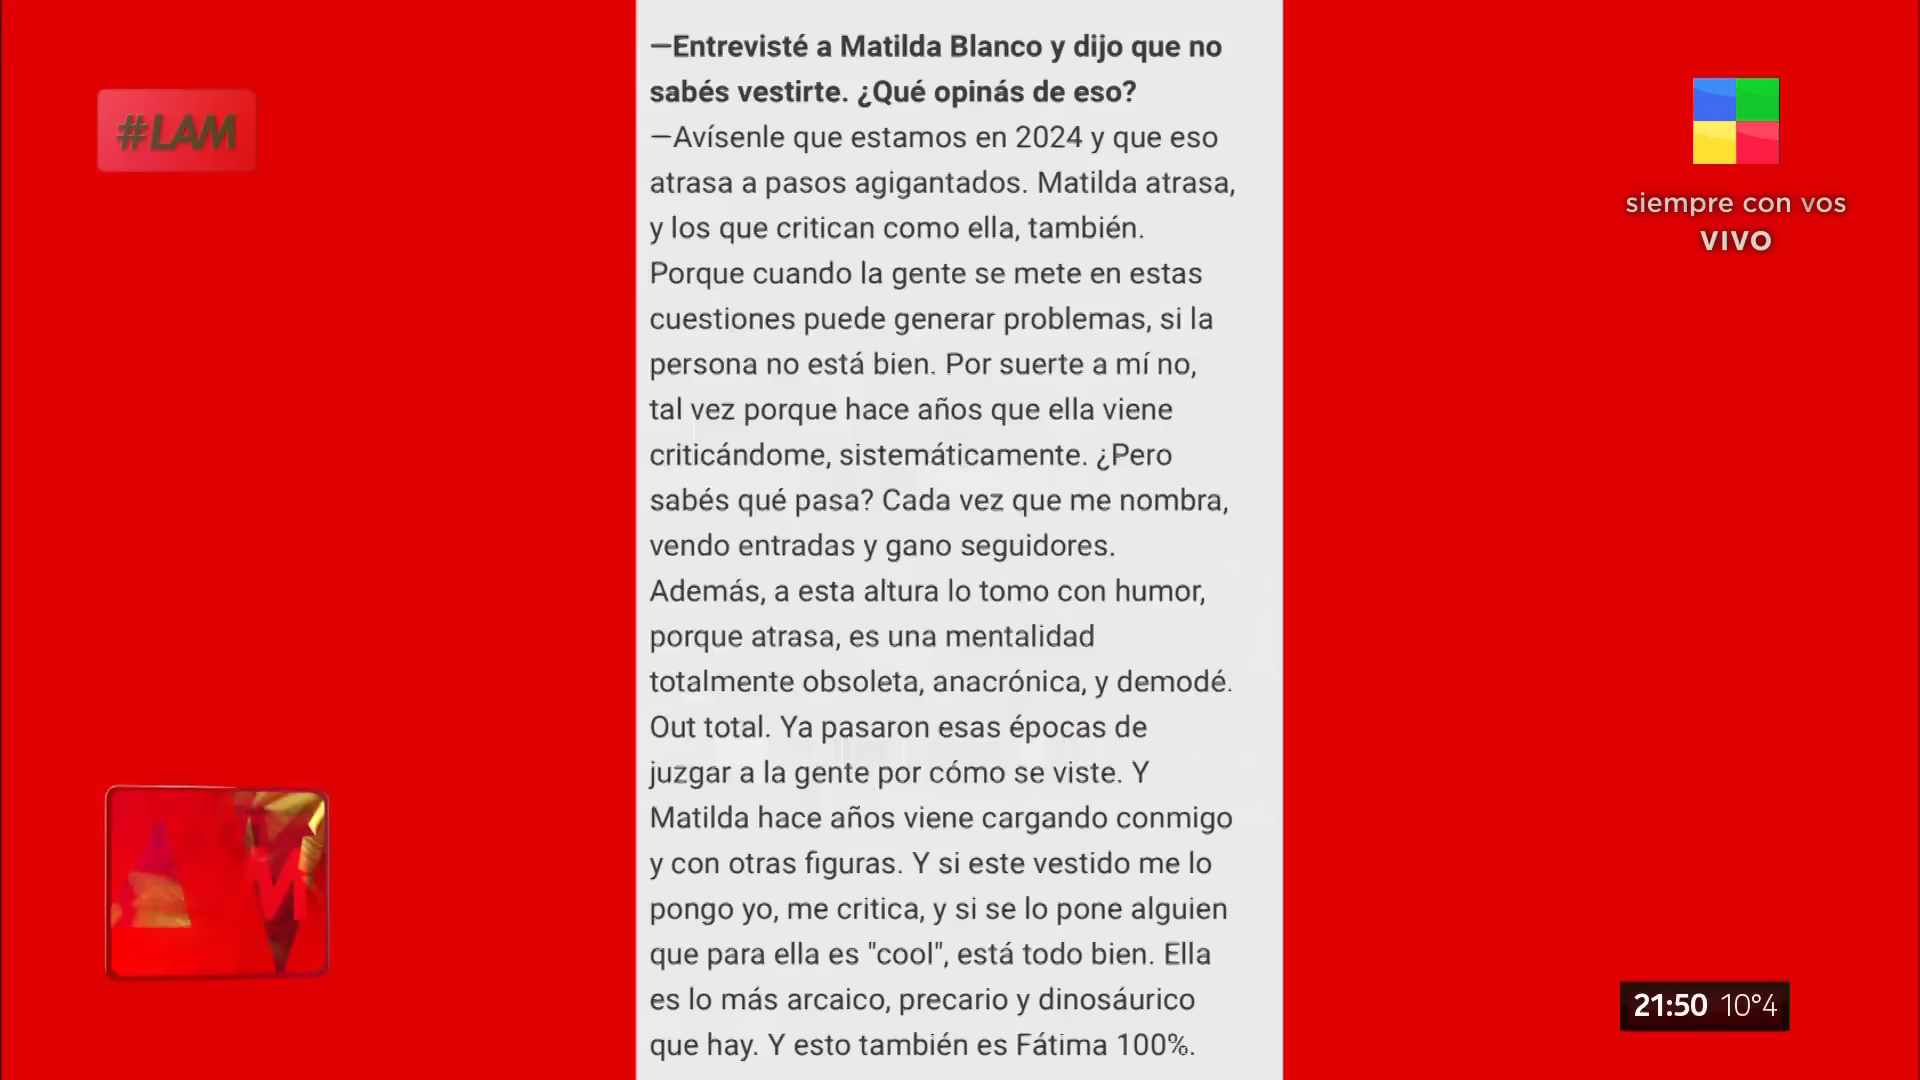 —Entrevisté a Matilda Blanco y dijo que no
sabés vestirte. ¿Qué opinás de eso?
—Avísenle que estamos en 2024 y que eso
atrasa a pasos agigantados. Matilda atrasa,
y los que critican como ella, también.
Porque cuando la gente se mete en estas
cuestiones puede generar problemas, si la
persona no está bien. Por suerte a mí no,
tal vez porque hace años que ella viene
criticándome, sistemáticamente. ¿Pero
sabés qué pasa? Cada vez que me nombra,
vendo entradas y gano seguidores.
Además, a esta altura lo tomo con humor,
porque atrasa, es una mentalidad
totalmente obsoleta, anacrónica, y demodé.
Out total. Ya pasaron esas épocas de
juzgar a la gente por cómo se viste. Y
Matilda hace años viene cargando conmigo
y con otras figuras. Y si este vestido me lo
pongo yo, me critica, y si se lo pone alguien
que para ella es "cool", está todo bien. Ella
es lo más arcaico, precario y dinosáurico
que hay. Y esto también es Fátima 100%.
#LAM
siempre con vos
VIVO
AM
21:50 10°4